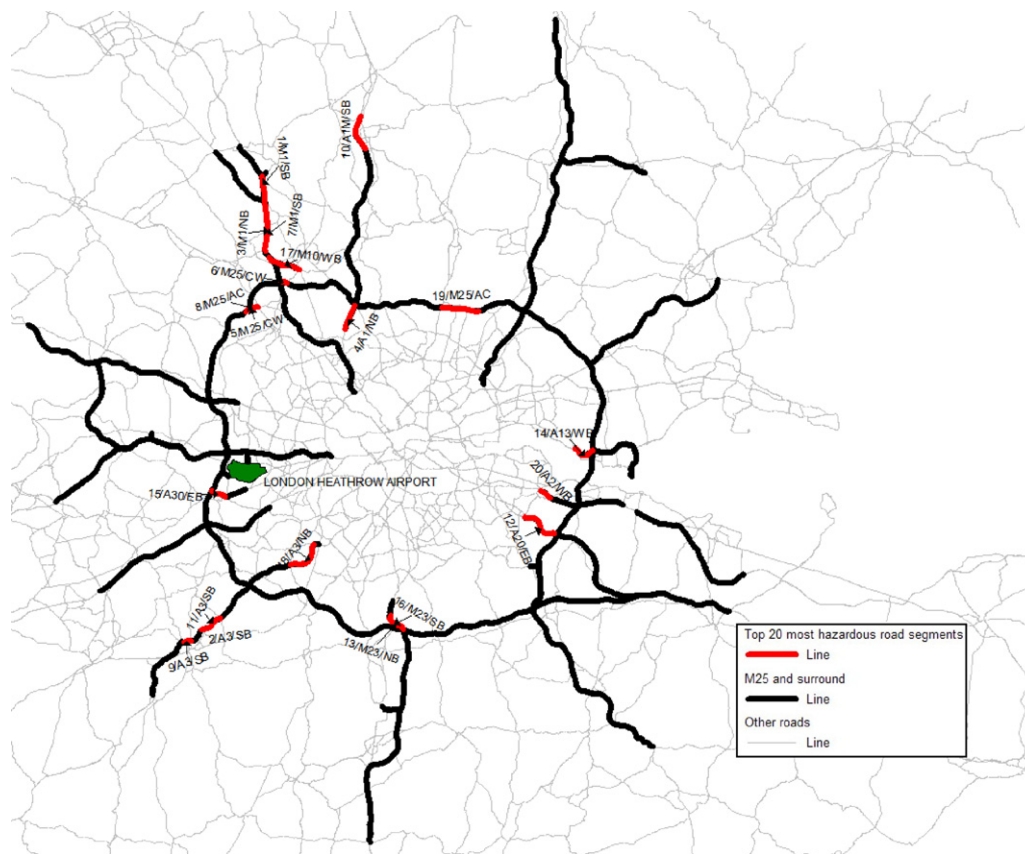 10/A1M/SB
1/M1/SB
3/M1/NB
7/M1/SB
17/M10/WB
6/M25/CW
8/M25/AC
5/M25/CW
19/M25/AC
4/A1/NB
14/A13/WB
20/A2/WB
LONDON HEATHROW AIRPORT
15/A30/EB
12/A20/EB
8/A3/NB
11/A3/SB
2/A3/SB
9/A3/SB
16/M23/SB
13/M23/NB
Top 20 most hazardous road segments
Line
M25 and surround
Line
Other roads
Line